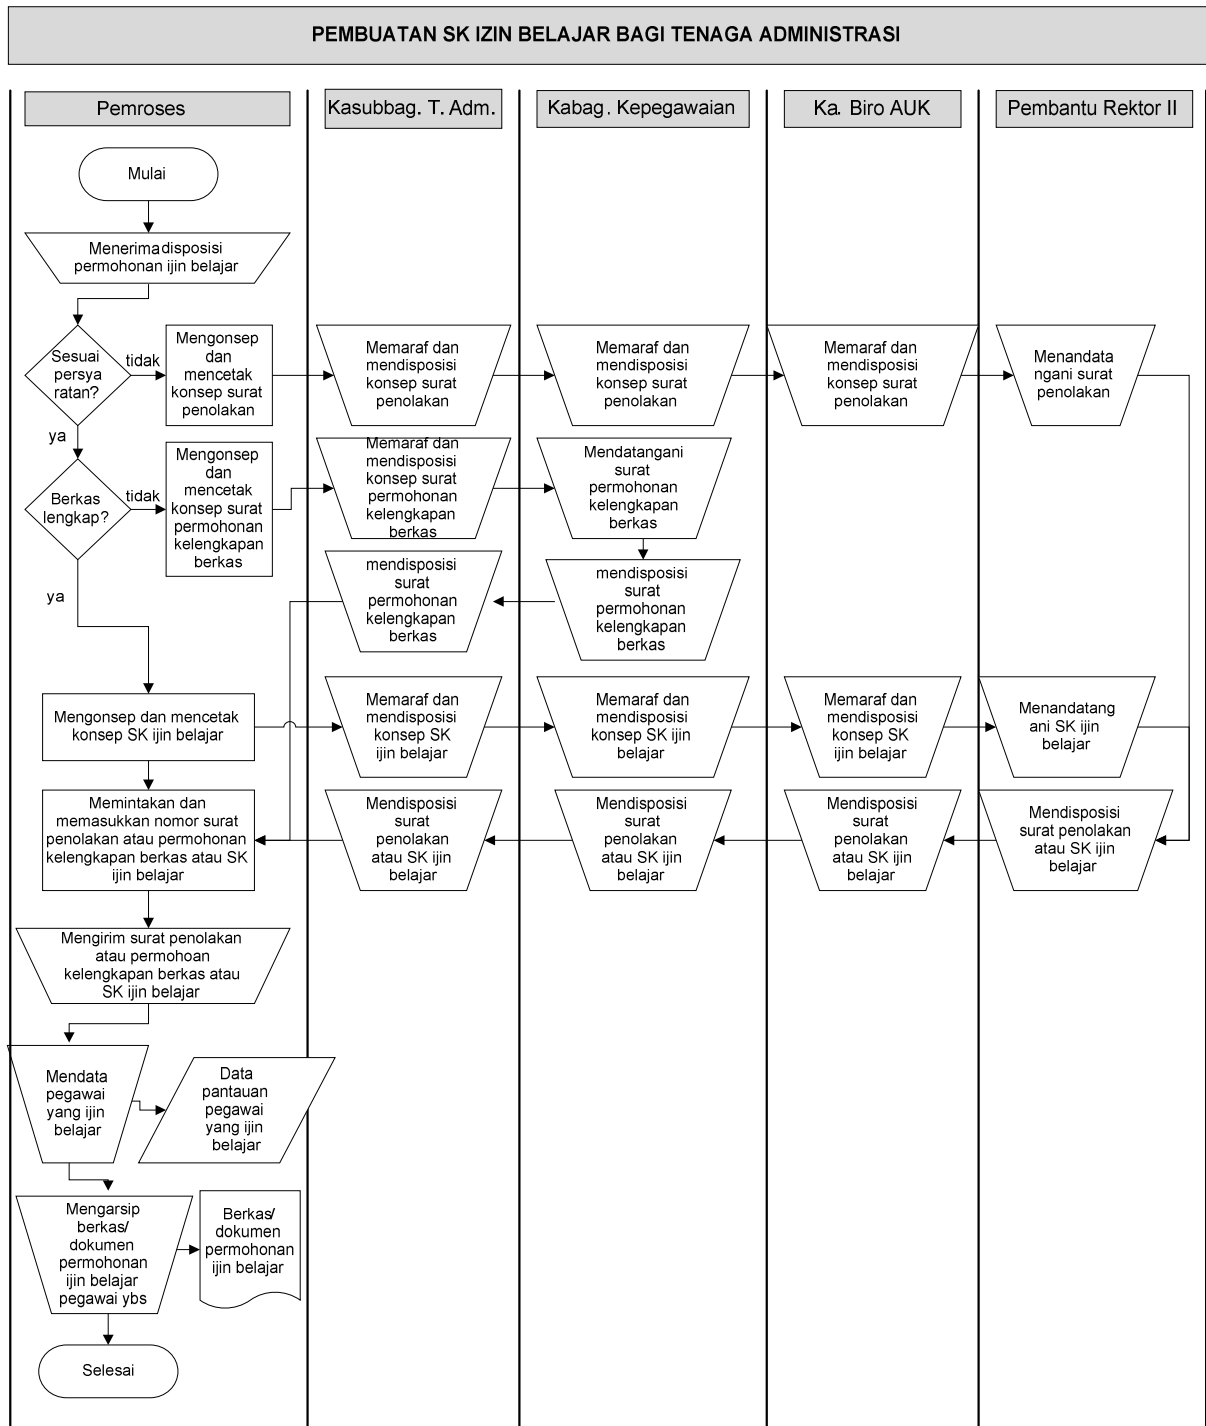 PEMBUATAN SK IZIN BELAJAR BAGI TENAGA ADMINISTRASI
Pemroses
Kasubbag. T. Adm.
Kabag. Kepegawaian
Ka. Biro AUK
Pembantu Rektor II
Mulai
Menerima disposisi
permohonan ijin belajar
Sesuai
persya
ratan?
tidak
ya
Mengonsep
dan
mencetak
konsep surat
penolakan
Memaraf dan
mendisposisi
konsep surat
penolakan
Memaraf dan
mendisposisi
konsep surat
penolakan
Memaraf dan
mendisposisi
konsep surat
penolakan
Menandata
ngani surat
penolakan
Berkas
lengkap?
tidak
ya
Mengonsep
dan
mencetak
konsep surat
permohonan
kelengkapan
berkas
Memaraf dan
mendisposisi
konsep surat
permohonan
kelengkapan
berkas
Mendatangani
surat
permohonan
kelengkapan
berkas
mendisposisi
surat
permohonan
kelengkapan
berkas
mendisposisi
surat
permohonan
kelengkapan
berkas
Mengonsep dan mencetak
konsep SK ijin belajar
Memaraf dan
mendisposisi
konsep SK
ijin belajar
Memaraf dan
mendisposisi
konsep SK ijin
belajar
Memaraf dan
mendisposisi
konsep SK
ijin belajar
Menandatang
ani SK ijin
belajar
Memintakan dan
memasukkan nomor surat
penolakan atau permohonan
kelengkapan berkas atau SK
ijin belajar
Mendisposisi
surat
penolakan
atau SK ijin
belajar
Mendisposisi
surat
penolakan
atau SK ijin
belajar
Mendisposisi
surat
penolakan
atau SK ijin
belajar
Mendisposisi
surat penolakan
atau SK ijin
belajar
Mengirim surat penolakan
atau permohoan
kelengkapan berkas atau
SK ijin belajar
Mendata
pegawai
yang ijin
belajar
Data
pantauan
pegawai
yang ijin
belajar
Mengarsip
berkas/
dokumen
permohonan
ijin belajar
pegawai ybs
Berkas/
dokumen
permohonan
ijin belajar
Selesai